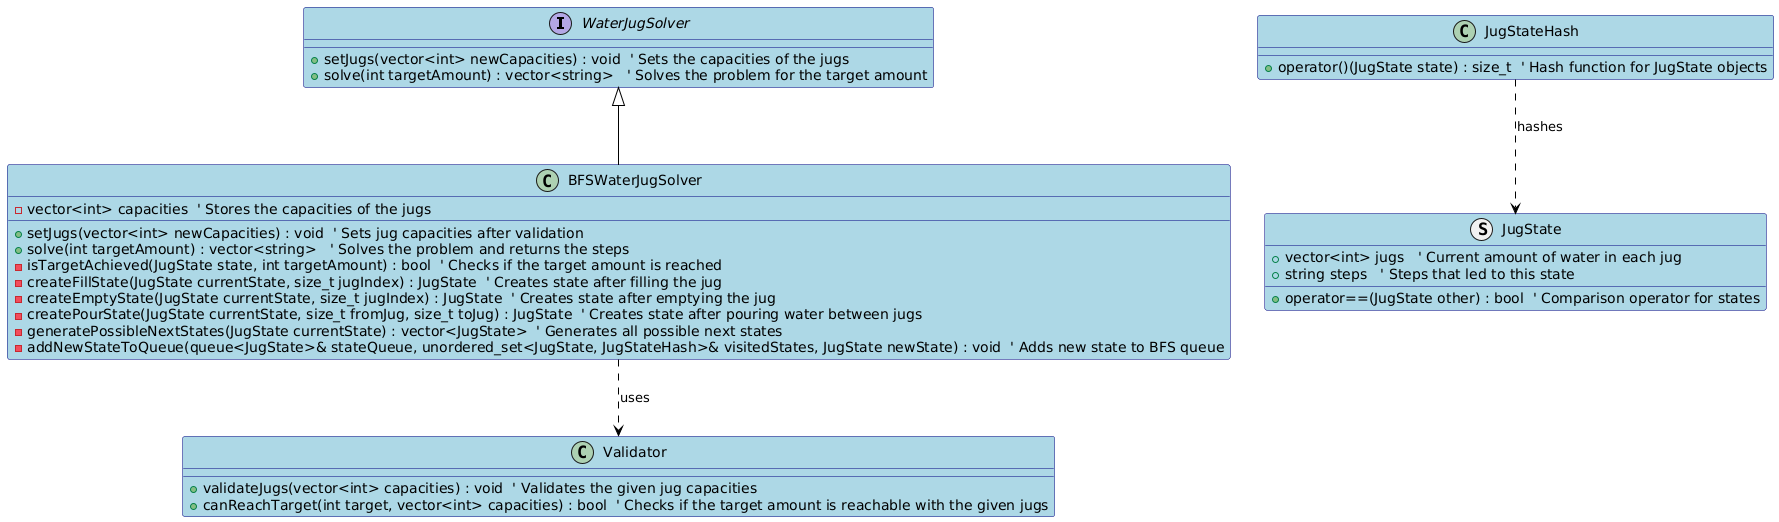 I WaterJugSolver
setJugs(vector<int> newCapacities) : void  ' Sets the capacities of the jugs
solve(int targetAmount) : vector<string>   ' Solves the problem for the target amount
C JugStateHash
operator()(JugState state) : size_t  ' Hash function for JugState objects
hashes
C BFSWaterJugSolver
vector<int> capacities  ' Stores the capacities of the jugs
setJugs(vector<int> newCapacities) : void  ' Sets jug capacities after validation
solve(int targetAmount) : vector<string>   ' Solves the problem and returns the steps
isTargetAchieved(JugState state, int targetAmount) : bool  ' Checks if the target amount is reached
createFillState(JugState currentState, size_t jugIndex) : JugState  ' Creates state after filling the jug
createEmptyState(JugState currentState, size_t jugIndex) : JugState  ' Creates state after emptying the jug
createPourState(JugState currentState, size_t fromJug, size_t toJug) : JugState  ' Creates state after pouring water between jugs
generatePossibleNextStates(JugState currentState) : vector<JugState>  ' Generates all possible next states
addNewStateToQueue(queue<JugState>& stateQueue, unordered_set<JugState, JugStateHash>& visitedStates, JugState newState) : void  ' Adds new state to BFS queue
S JugState
vector<int> jugs   ' Current amount of water in each jug
string steps   ' Steps that led to this state
operator==(JugState other) : bool  ' Comparison operator for states
uses
C Validator
validateJugs(vector<int> capacities) : void  ' Validates the given jug capacities
canReachTarget(int target, vector<int> capacities) : bool  ' Checks if the target amount is reachable with the given jugs